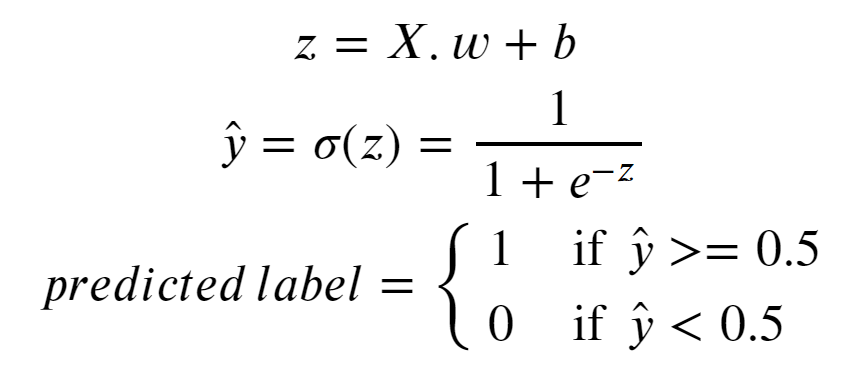 z = X. w + b
ŷ = σ(z) = 1 / (1 + e^{-z})
predicted label = { 1 if ŷ >= 0.5
0 if ŷ < 0.5